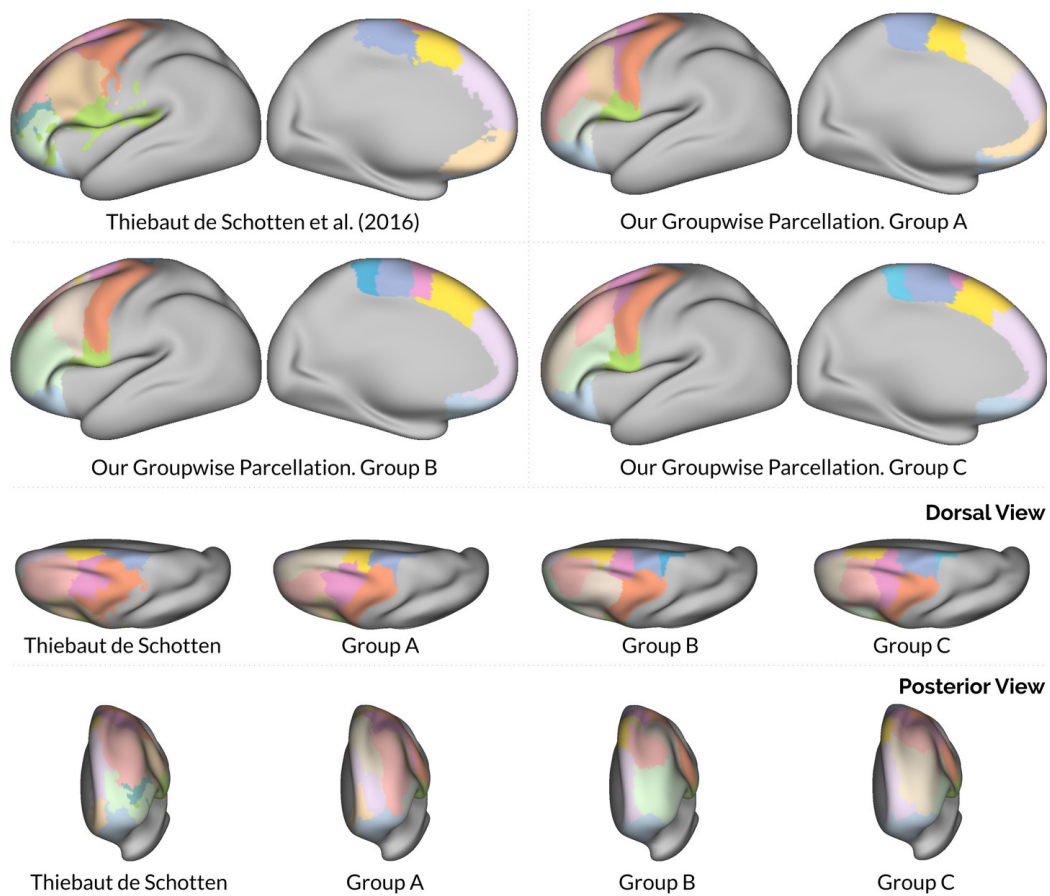 Thiebaut de Schotten et al. (2016)
Our Groupwise Parcellation. Group A
Our Groupwise Parcellation. Group B
Our Groupwise Parcellation. Group C
Dorsal View
Thiebaut de Schotten
Group A
Group B
Group C
Posterior View
Thiebaut de Schotten
Group A
Group B
Group C